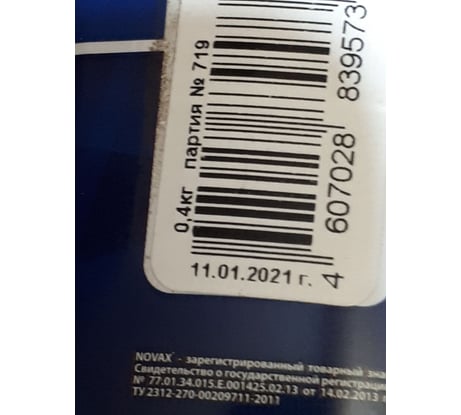 0,4кг партия № 719
4 607028 83957
11.01.2021 г.
NOVAX - зарегистрированный товарный зна
Свидетельство о государственной регистрации
№ 77.01.34.015.Е.001425.02.13 от 14.02.2013 г
ТУ 2312-270-00209711-2011